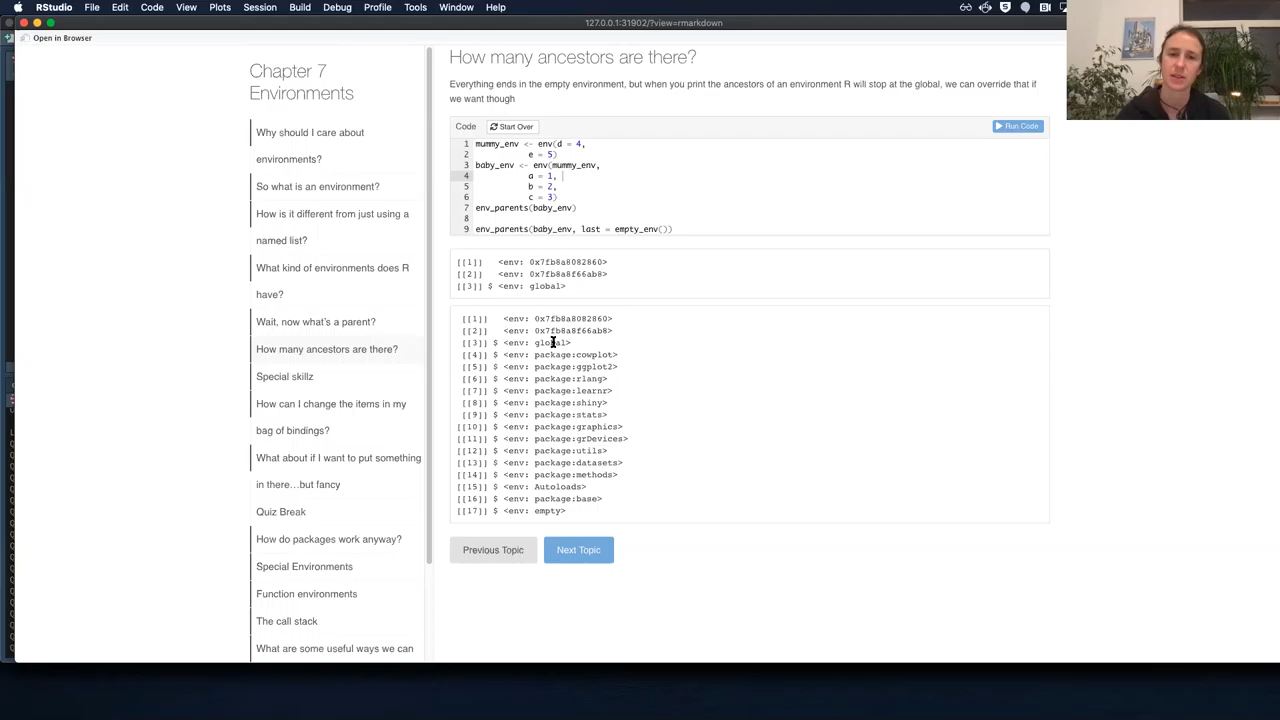 RStudio File Edit Code View Plots Session Build Debug Profile Tools Window Help
127.0.0.1:31902/?view=rmarkdown
Open in Browser
Chapter 7
Environments
Why should I care about
environments?
So what is an environment?
How is it different from just using a
named list?
What kind of environments does R
have?
Wait, now what's a parent?
How many ancestors are there?
Special skillz
How can I change the items in my
bag of bindings?
What about if I want to put something
in there…but fancy
Quiz Break
How do packages work anyway?
Special Environments
Function environments
The call stack
What are some useful ways we can
How many ancestors are there?
Everything ends in the empty environment, but when you print the ancestors of an environment R will stop at the global, we can override that if
we want though
Code Start Over Run Code
1 mummy_env <- env(d = 4,
2 e = 5)
3 baby_env <- env(mummy_env,
4 a = 1,
5 b = 2,
6 c = 3)
7 env_parents(baby_env)
8
9 env_parents(baby_env, last = empty_env())
[[1]] <env: 0x7fb8a8082860>
[[2]] <env: 0x7fb8a8f66ab8>
[[3]] $ <env: global>
[[1]] <env: 0x7fb8a8082860>
[[2]] <env: 0x7fb8a8f66ab8>
[[3]] $ <env: global>
[[4]] $ <env: package:cowplot>
[[5]] $ <env: package:ggplot2>
[[6]] $ <env: package:rlang>
[[7]] $ <env: package:learnr>
[[8]] $ <env: package:shiny>
[[9]] $ <env: package:stats>
[[10]] $ <env: package:graphics>
[[11]] $ <env: package:grDevices>
[[12]] $ <env: package:utils>
[[13]] $ <env: package:datasets>
[[14]] $ <env: package:methods>
[[15]] $ <env: Autoloads>
[[16]] $ <env: package:base>
[[17]] $ <env: empty>
Previous Topic Next Topic